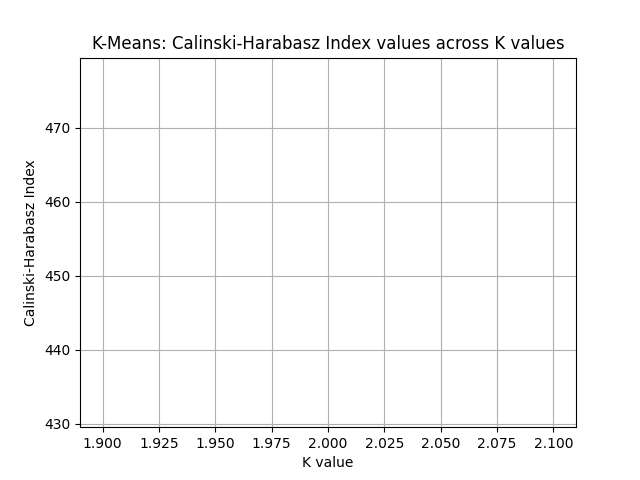 K-Means: Calinski-Harabasz Index values across K values
470
460
450
440
430
Calinski-Harabasz Index
1.900 1.925 1.950 1.975 2.000 2.025 2.050 2.075 2.100
K value